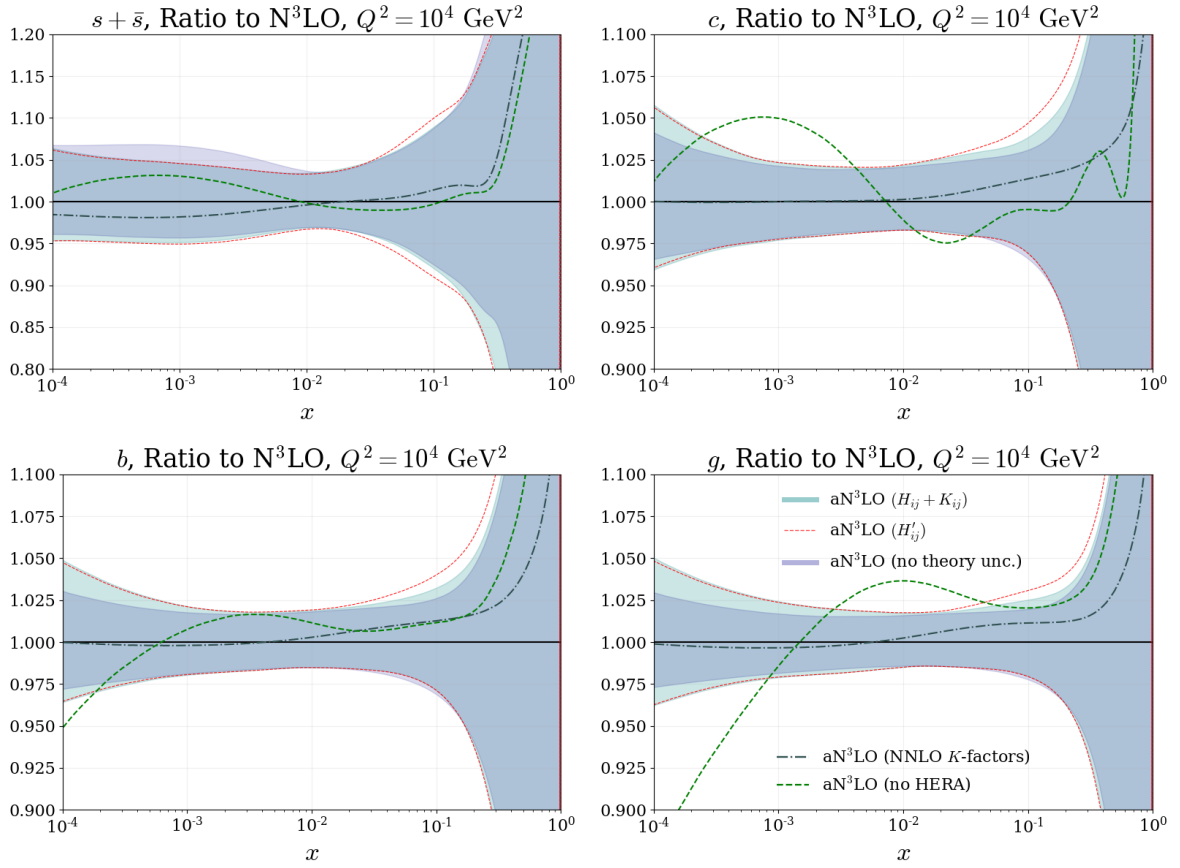 s + s̄, Ratio to N³LO, Q² = 10⁴ GeV²
1.20
1.15
1.10
1.05
1.00
0.95
0.90
0.85
0.80
10⁻⁴ 10⁻³ 10⁻² 10⁻¹ 10⁰
x
c, Ratio to N³LO, Q² = 10⁴ GeV²
1.100
1.075
1.050
1.025
1.000
0.975
0.950
0.925
0.900
10⁻⁴ 10⁻³ 10⁻² 10⁻¹ 10⁰
x
b, Ratio to N³LO, Q² = 10⁴ GeV²
1.100
1.075
1.050
1.025
1.000
0.975
0.950
0.925
0.900
10⁻⁴ 10⁻³ 10⁻² 10⁻¹ 10⁰
x
g, Ratio to N³LO, Q² = 10⁴ GeV²
1.100
1.075
1.050
1.025
1.000
0.975
0.950
0.925
0.900
aN³LO (Hᵢⱼ + Kᵢⱼ)
aN³LO (H′ᵢⱼ)
aN³LO (no theory unc.)
aN³LO (NNLO K-factors)
aN³LO (no HERA)
10⁻⁴ 10⁻³ 10⁻² 10⁻¹ 10⁰
x